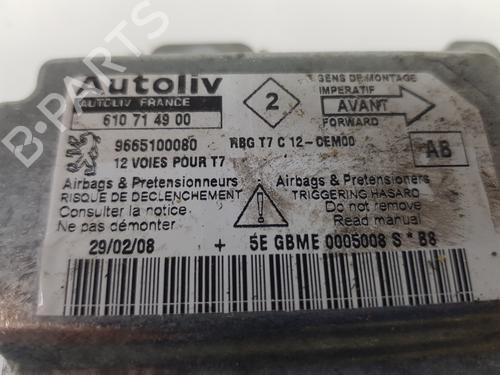 Autoliv
AUTOLIV FRANCE
610 71 49 00
2
SENS DE MONTAGE
IMPERATIF
AVANT
FORWARD
9665100080 RBG T7 C 12-CEM00
12 VOIES POUR T7
AB
Airbags & Pretensionneurs
RISQUE DE DECLENCHEMENT
Consulter la notice
Ne pas démonter
Airbags & Pretensioners
TRIGGERING HASARD
Do not remove
Read manual
29/02/08 + 5E GBME 0005008 S * B8
B-PARTS